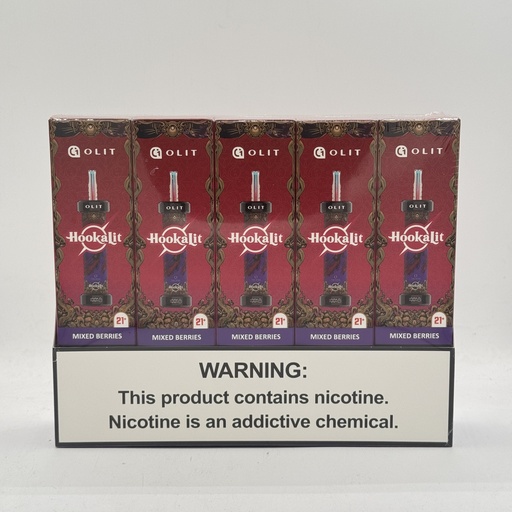 OLIT OLIT OLIT OLIT OLIT
OLIT OLIT OLIT OLIT OLIT
HookaLit HookaLit HookaLit HookaLit HookaLit
21+ 21+ 21+ 21+ 21+
MIXED BERRIES MIXED BERRIES MIXED BERRIES MIXED BERRIES MIXED BERRIES
WARNING:
This product contains nicotine.
Nicotine is an addictive chemical.